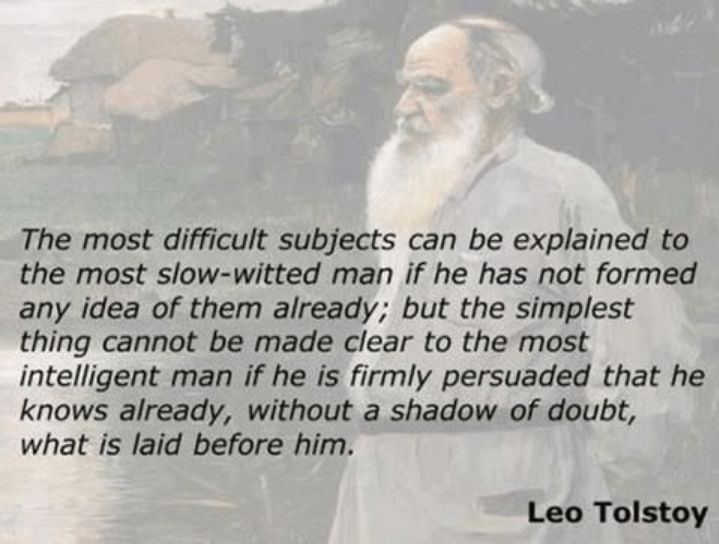 The most difficult subjects can be explained to
the most slow-witted man if he has not formed
any idea of them already; but the simplest
thing cannot be made clear to the most
intelligent man if he is firmly persuaded that he
knows already, without a shadow of doubt,
what is laid before him.
Leo Tolstoy